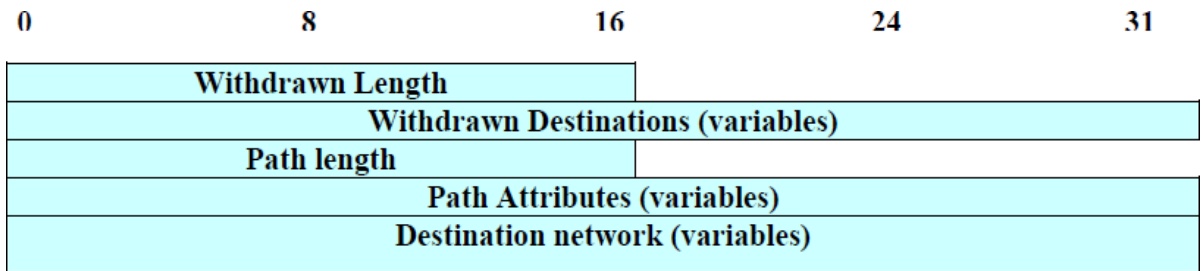 0 8 16 24 31
Withdrawn Length
Withdrawn Destinations (variables)
Path length
Path Attributes (variables)
Destination network (variables)